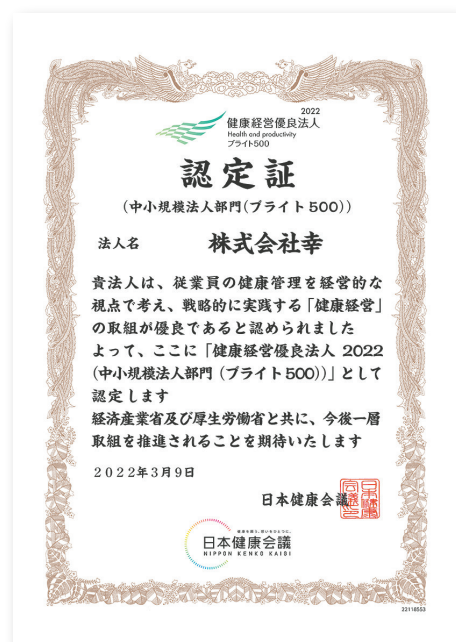 2022
健康経営優良法人
Health and productivity
ブライト500
認定証
(中小規模法人部門(ブライト500))
法人名 株式会社幸
貴法人は、従業員の健康管理を経営的な
視点で考え、戦略的に実践する「健康経営」
の取組が優良であると認められました
よって、ここに「健康経営優良法人 2022
(中小規模法人部門 (ブライト500))」として
認定します
経済産業省及び厚生労働省と共に、今後一層
取組を推進されることを期待いたします
2022年3月9日
日本健康会議
日本健康会議
NIPPON KENKO KAIGI
22118553